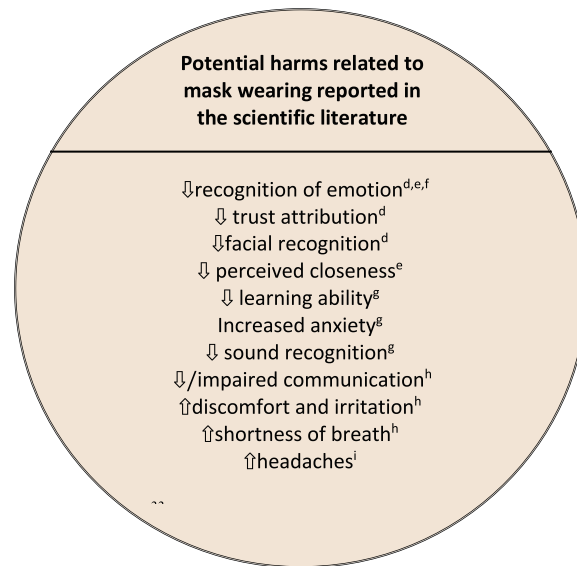 Potential harms related to
mask wearing reported in
the scientific literature
⇩recognition of emotionᵈ,ᵉ,ᶠ
⇩ trust attributionᵈ
⇩facial recognitionᵈ
⇩ perceived closenessᵉ
⇩ learning abilityᵍ
Increased anxietyᵍ
⇩ sound recognitionᵍ
⇩/impaired communicationʰ
⇧discomfort and irritationʰ
⇧shortness of breathʰ
⇧headachesⁱ